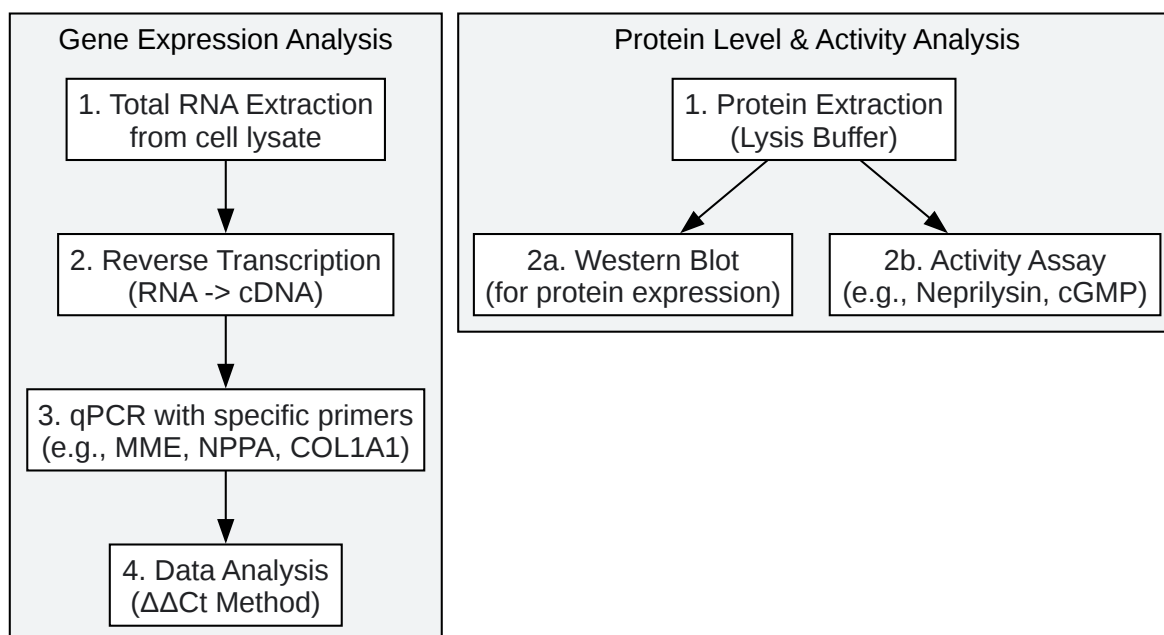 Gene Expression Analysis
1. Total RNA Extraction
from cell lysate
2. Reverse Transcription
(RNA -> cDNA)
3. qPCR with specific primers
(e.g., MME, NPPA, COL1A1)
4. Data Analysis
(ΔΔCt Method)
Protein Level & Activity Analysis
1. Protein Extraction
(Lysis Buffer)
2a. Western Blot
(for protein expression)
2b. Activity Assay
(e.g., Neprilysin, cGMP)